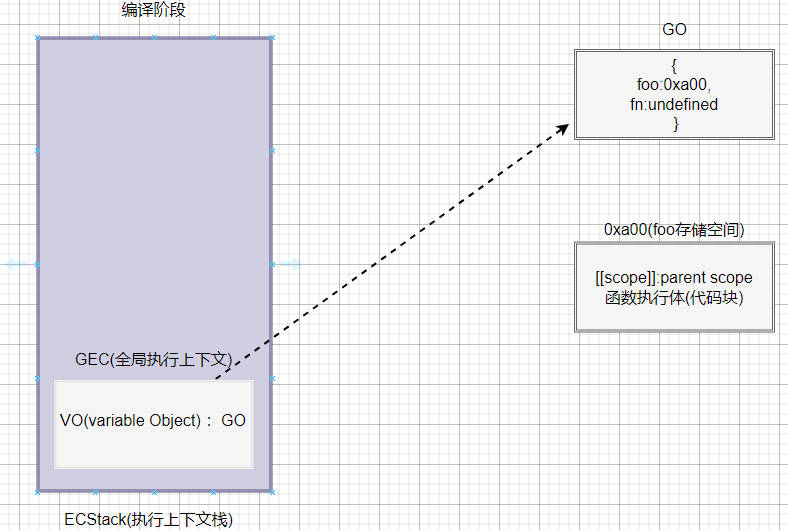 编译阶段
GO
{
foo:0xa00,
fn:undefined
}
0xa00(foo存储空间)
[[scope]]:parent scope
函数执行体(代码块)
GEC(全局执行上下文)
VO(variable Object) ：GO
ECStack(执行上下文栈)